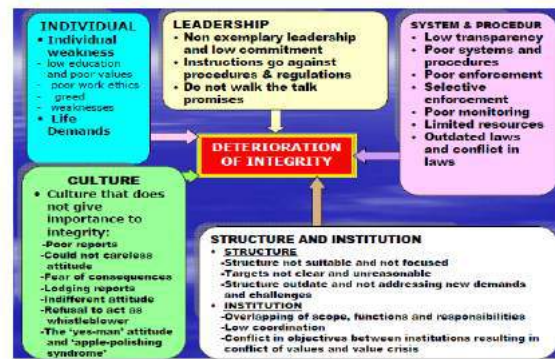 INDIVIDUAL
• Individual
weakness
- low education
and poor values
- poor work ethics
- greed
- weaknesses
• Life
Demands
LEADERSHIP
• Non exemplary leadership
and low commitment
• Instructions go against
procedures & regulations
• Do not walk the talk
promises
SYSTEM & PROCEDUR
• Low transparency
• Poor systems and
procedures
• Poor enforcement
• Selective
enforcement
• Poor monitoring
• Limited resources
• Outdated laws
and conflict in
laws
DETERIORATION
OF INTEGRITY
CULTURE
• Culture that does
not give
importance to
integrity:
-Poor reports
-Could not careless
attitude
-Fear of consequences
-Lodging reports
-Indifferent attitude
-Refusal to act as
whistleblower
-The 'yes-man' attitude
and 'apple-polishing
syndrome'
STRUCTURE AND INSTITUTION
• STRUCTURE
-Structure not suitable and not focused
-Targets not clear and unreasonable
-Structure outdate and not addressing new demands
and challenges
• INSTITUTION
-Overlapping of scope, functions and responsibilities
-Low coordination
-Conflict in objectives between institutions resulting in
conflict of values and value crisis